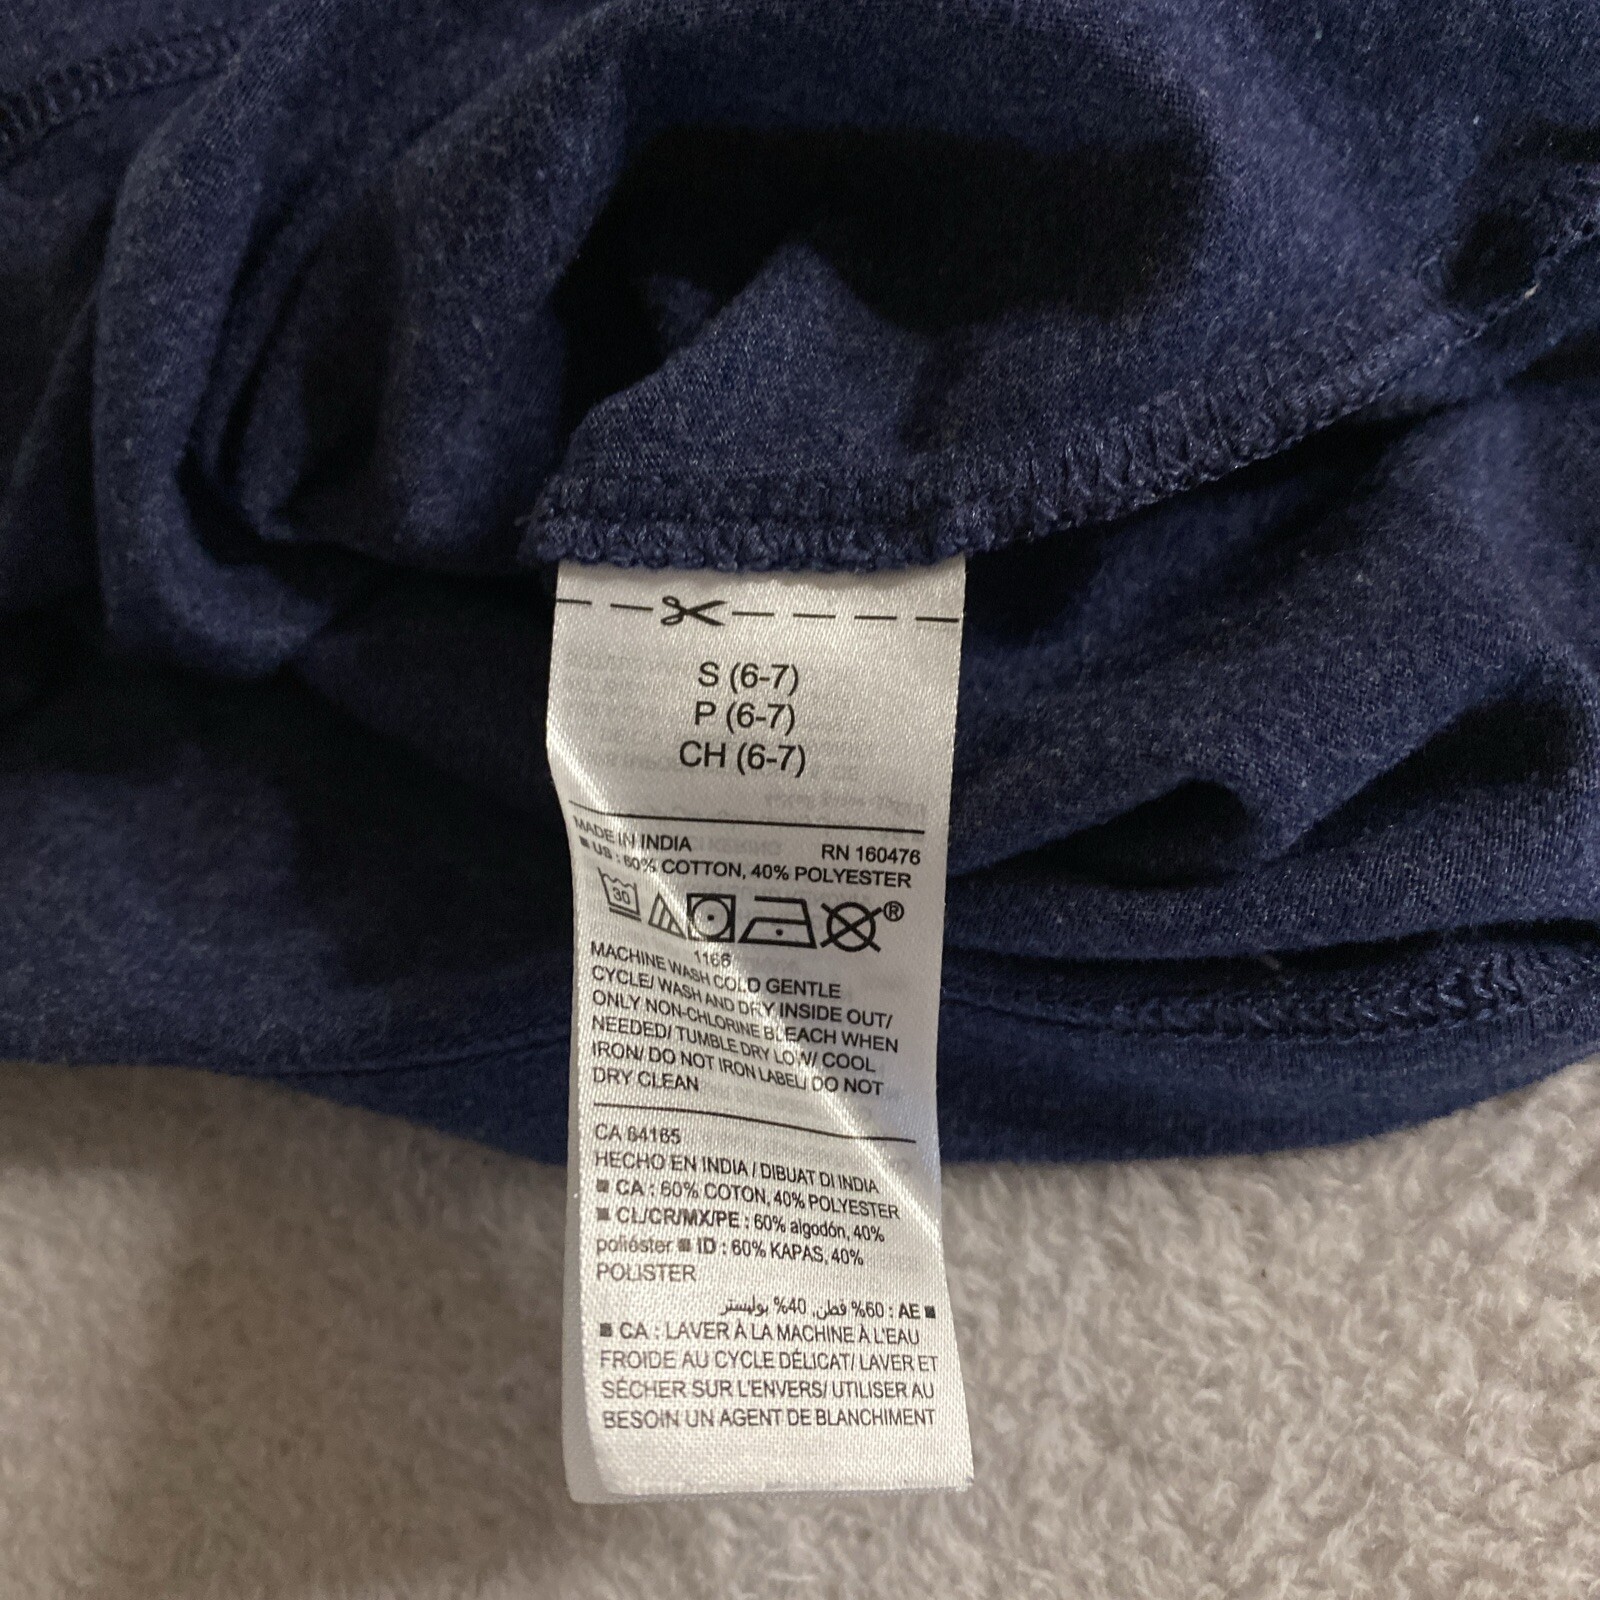 S (6-7)
P (6-7)
CH (6-7)
MADE IN INDIA RN 160476
■ US : 60% COTTON, 40% POLYESTER
30 ®
1166
MACHINE WASH COLD GENTLE
CYCLE/ WASH AND DRY INSIDE OUT/
ONLY NON-CHLORINE BLEACH WHEN
NEEDED/ TUMBLE DRY LOW/ COOL
IRON/ DO NOT IRON LABEL/ DO NOT
DRY CLEAN
CA 64165
HECHO EN INDIA / DIBUAT DI INDIA
■ CA : 60% COTON, 40% POLYESTER
■ CL/CR/MX/PE : 60% algodón, 40%
poliéster ■ ID : 60% KAPAS, 40%
POLISTER
■ AE : 60% قطن, 40% بوليستر
■ CA : LAVER À LA MACHINE À L'EAU
FROIDE AU CYCLE DÉLICAT/ LAVER ET
SÉCHER SUR L'ENVERS/ UTILISER AU
BESOIN UN AGENT DE BLANCHIMENT